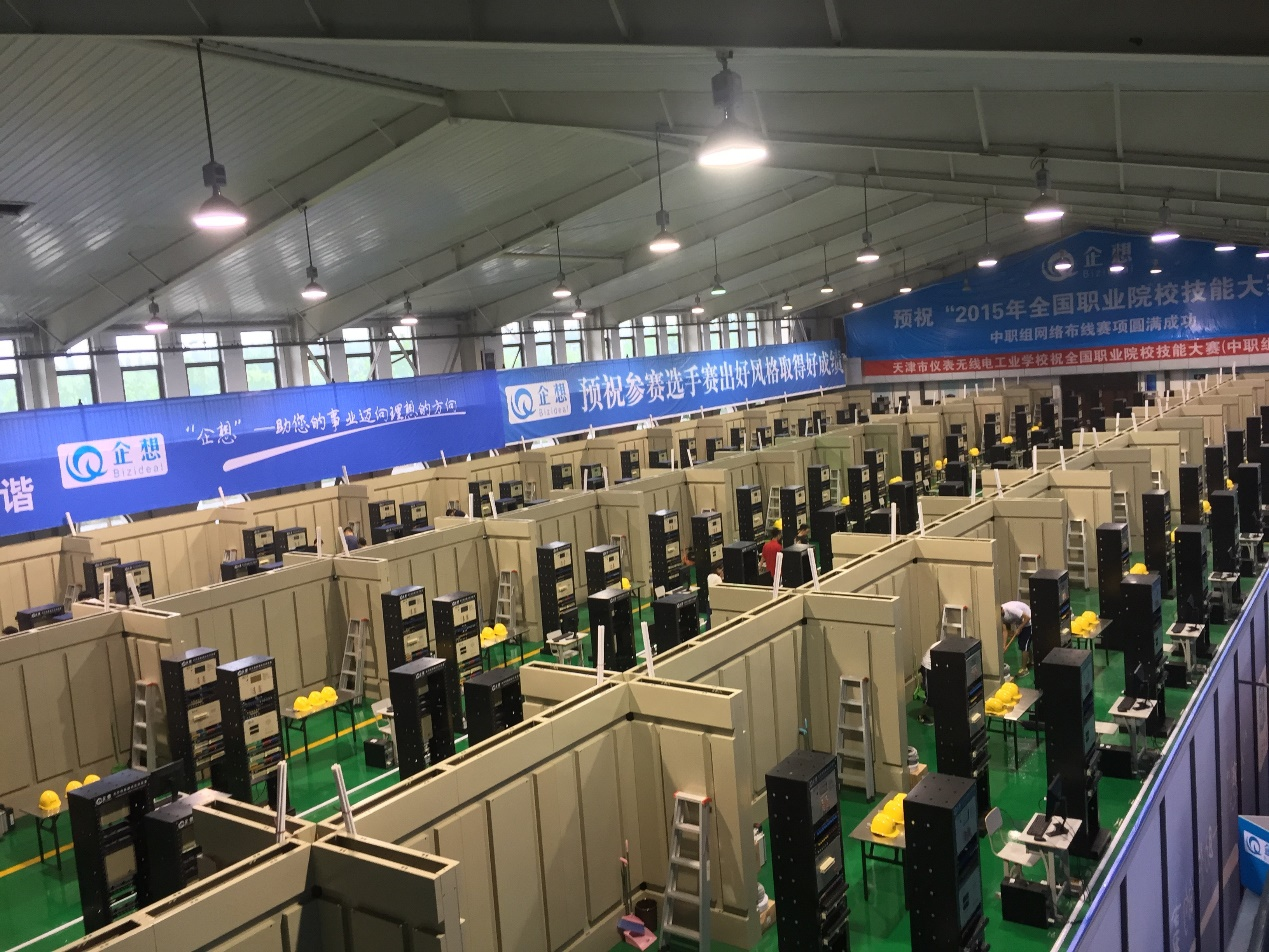 谐
企想
Bizideal
“企想”—助您的事业迈向理想的方向
企想
Bizideal
预祝参赛选手赛出好风格取得好成绩
企想
预祝“2015年全国职业院校技能大
中职组网络布线赛项圆满成功
天津市仪表无线电工业学校祝全国职业院校技能大赛(中职组